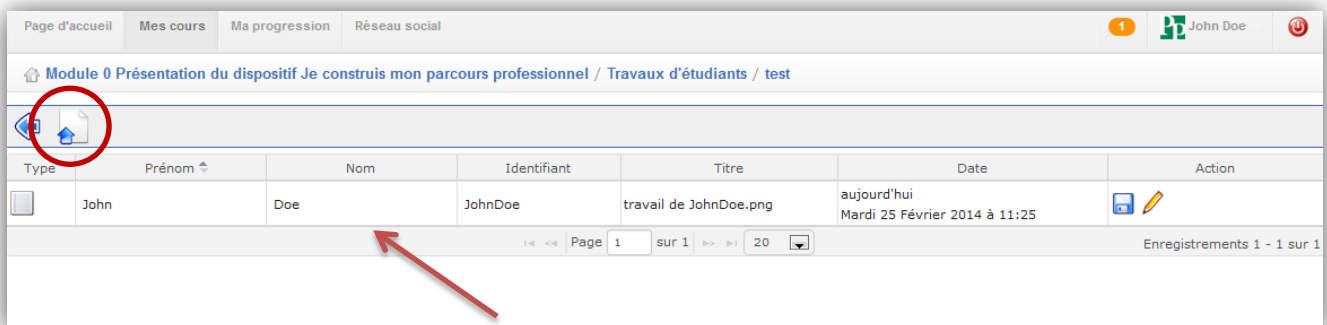 Page d'accueil Mes cours Ma progression Réseau social 1 Pp John Doe
Module 0 Présentation du dispositif Je construis mon parcours professionnel / Travaux d'étudiants / test
Type Prénom Nom Identifiant Titre Date Action
John Doe JohnDoe travail de JohnDoe.png aujourd'hui
Mardi 25 Février 2014 à 11:25
Page 1 sur 1 20 Enregistrements 1 - 1 sur 1